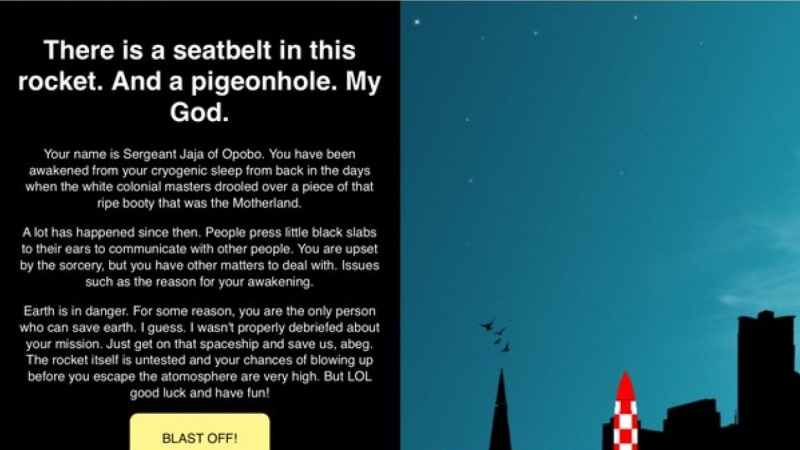 There is a seatbelt in this
rocket. And a pigeonhole. My
God.
Your name is Sergeant Jaja of Opobo. You have been
awakened from your cryogenic sleep from back in the days
when the white colonial masters drooled over a piece of that
ripe booty that was the Motherland.
A lot has happened since then. People press little black slabs
to their ears to communicate with other people. You are upset
by the sorcery, but you have other matters to deal with. Issues
such as the reason for your awakening.
Earth is in danger. For some reason, you are the only person
who can save earth. I guess. I wasn't properly debriefed about
your mission. Just get on that spaceship and save us, abeg.
The rocket itself is untested and your chances of blowing up
before you escape the atomosphere are very high. But LOL
good luck and have fun!
BLAST OFF!